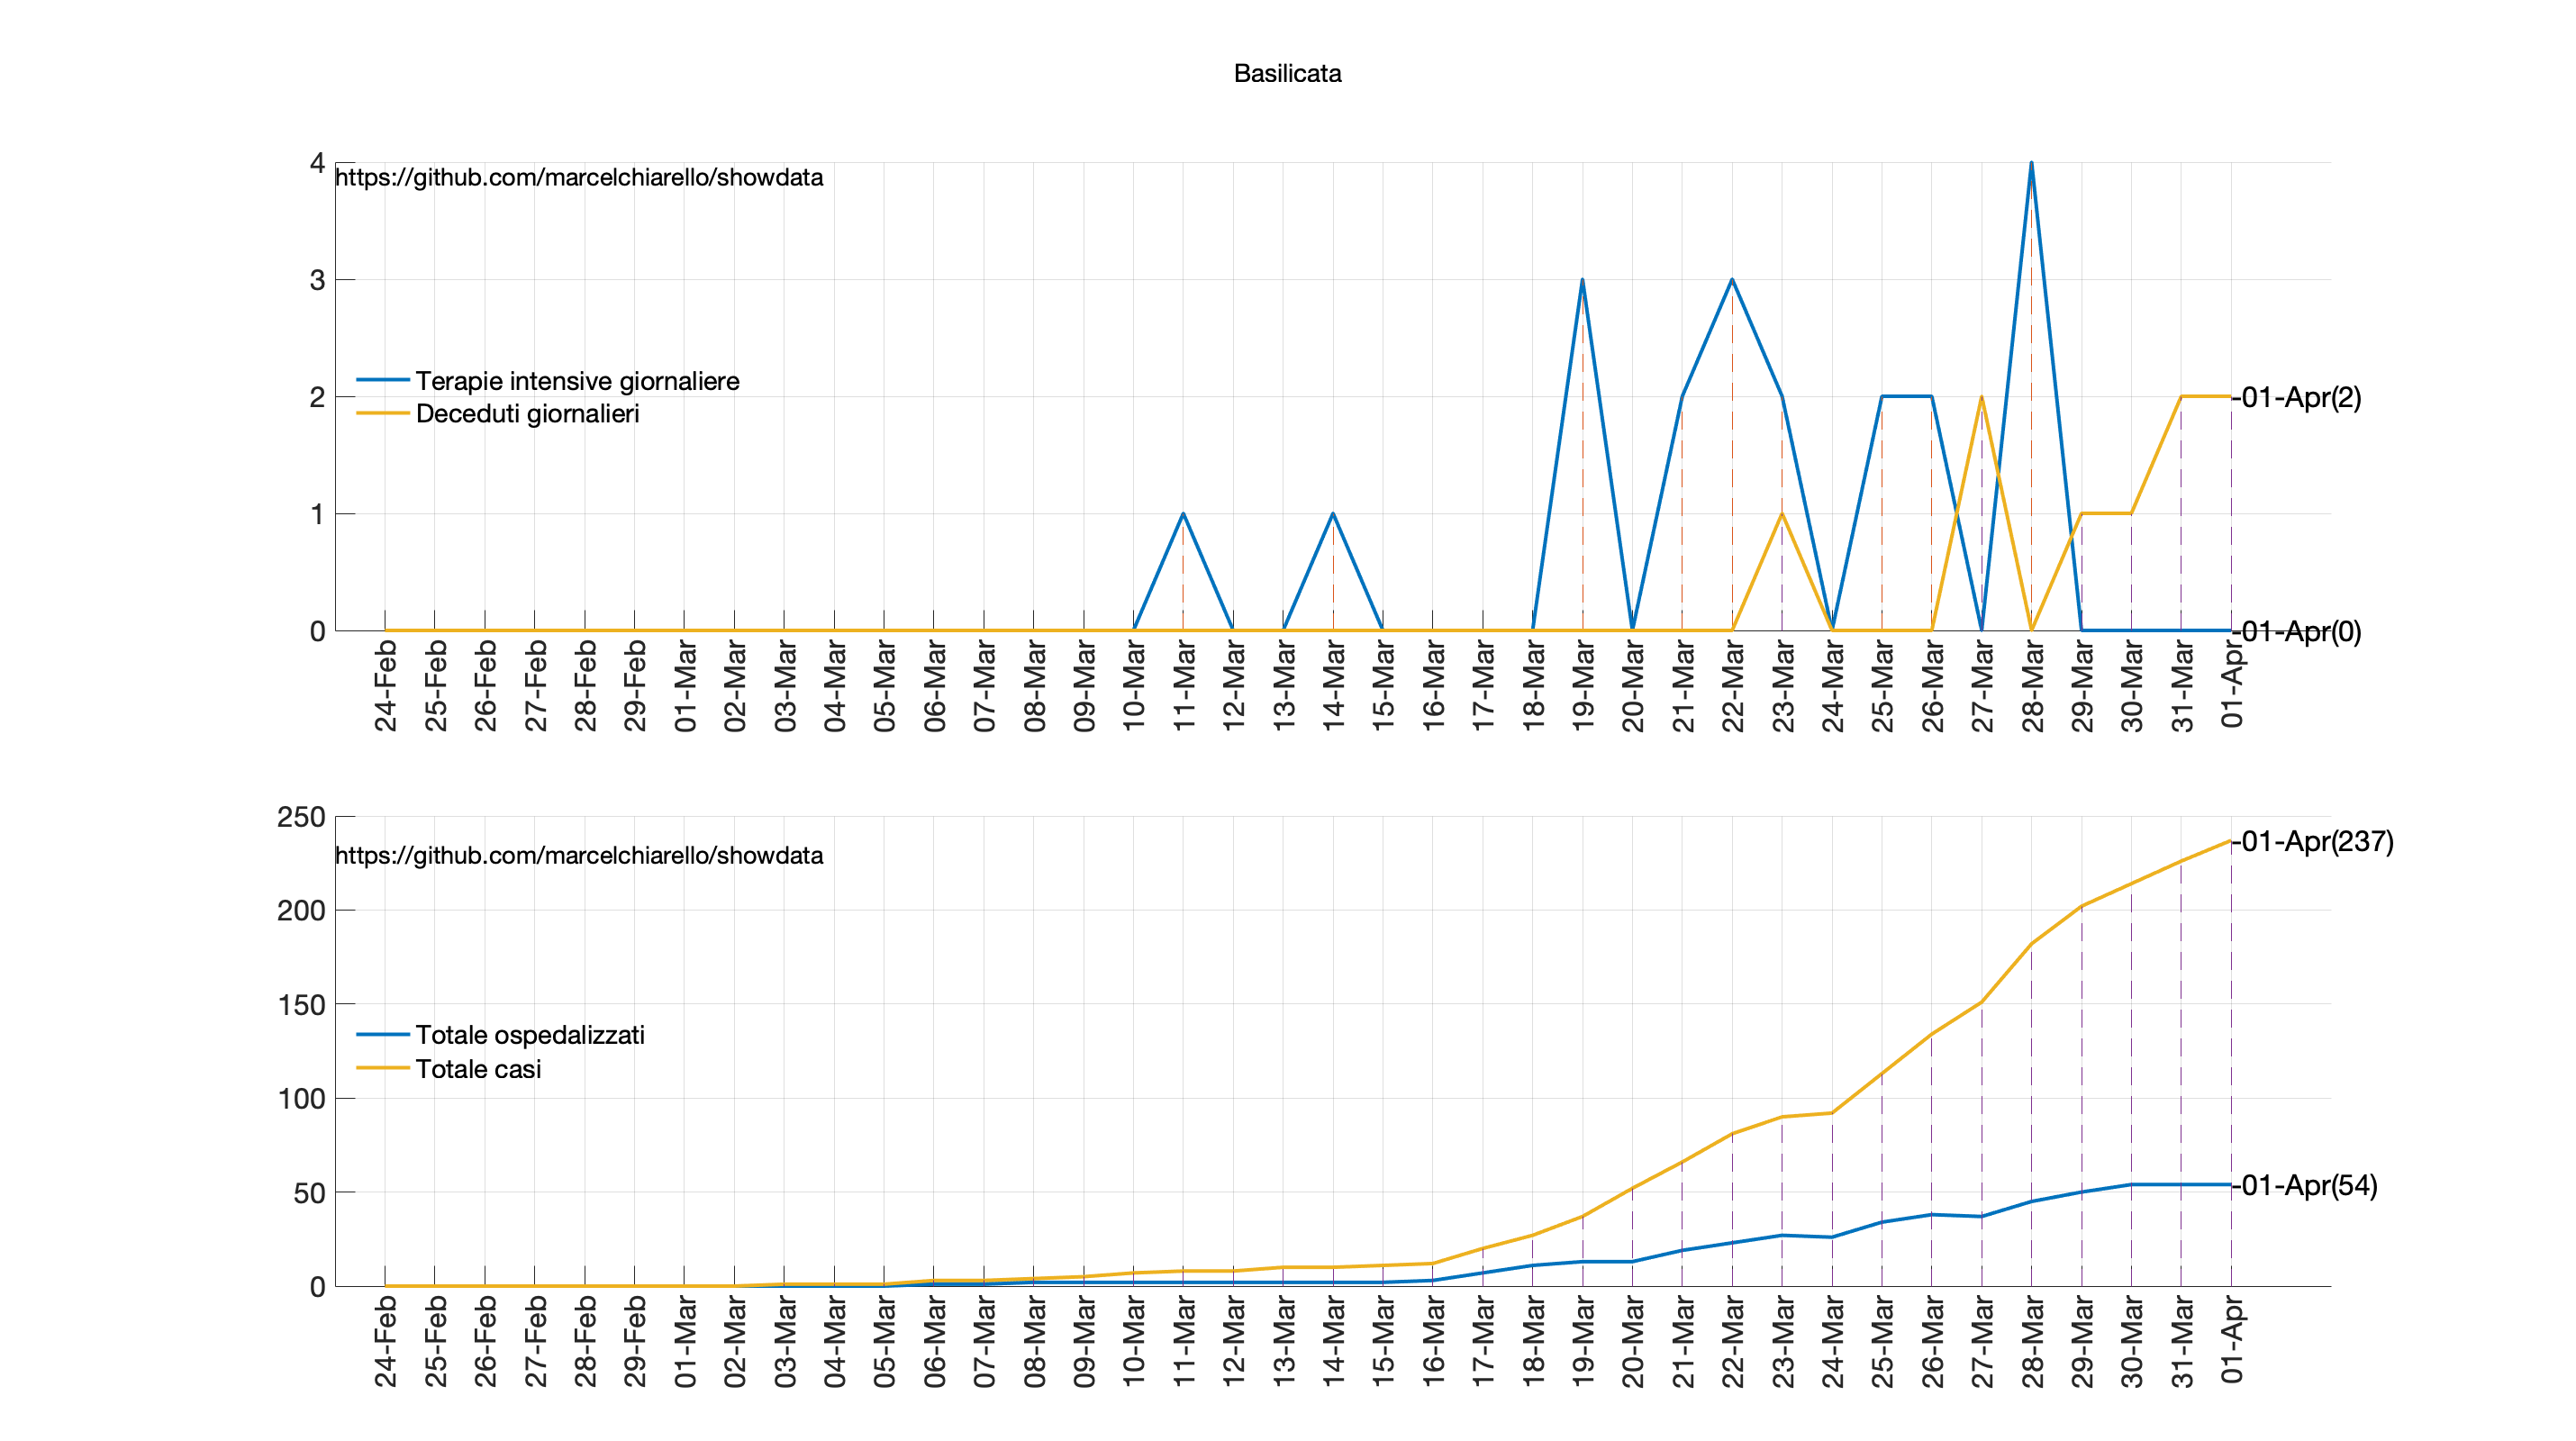 Basilicata
4
https://github.com/marcelchiarello/showdata
3
Terapie intensive giornaliere
2
Deceduti giornalieri
-01-Apr(2)
1
0
-01-Apr(0)
24-Feb
25-Feb
26-Feb
27-Feb
28-Feb
29-Feb
01-Mar
02-Mar
03-Mar
04-Mar
05-Mar
06-Mar
07-Mar
08-Mar
09-Mar
10-Mar
11-Mar
12-Mar
13-Mar
14-Mar
15-Mar
16-Mar
17-Mar
18-Mar
19-Mar
20-Mar
21-Mar
22-Mar
23-Mar
24-Mar
25-Mar
26-Mar
27-Mar
28-Mar
29-Mar
30-Mar
31-Mar
01-Apr
250
-01-Apr(237)
https://github.com/marcelchiarello/showdata
200
150
Totale ospedalizzati
Totale casi
100
50
-01-Apr(54)
0
24-Feb
25-Feb
26-Feb
27-Feb
28-Feb
29-Feb
01-Mar
02-Mar
03-Mar
04-Mar
05-Mar
06-Mar
07-Mar
08-Mar
09-Mar
10-Mar
11-Mar
12-Mar
13-Mar
14-Mar
15-Mar
16-Mar
17-Mar
18-Mar
19-Mar
20-Mar
21-Mar
22-Mar
23-Mar
24-Mar
25-Mar
26-Mar
27-Mar
28-Mar
29-Mar
30-Mar
31-Mar
01-Apr